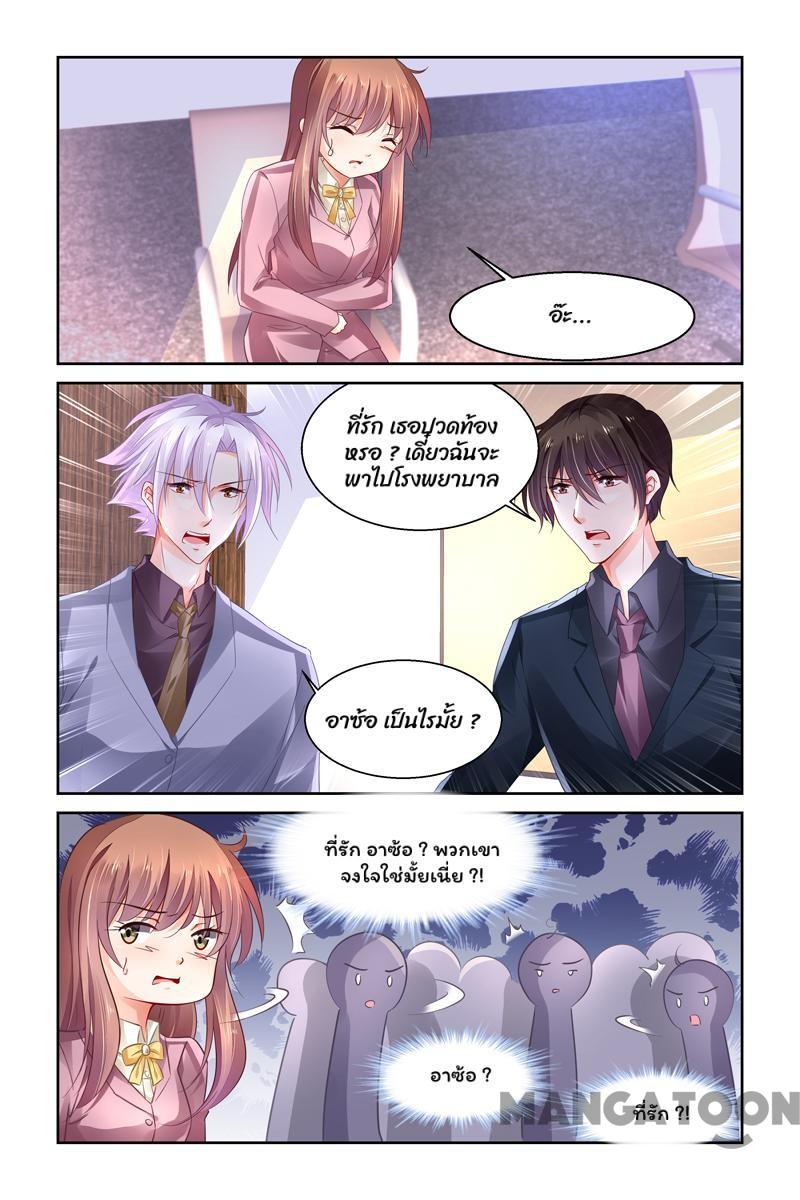 อ๊ะ...
ที่รัก เธอปวดท้อง
หรอ ? เดี๋ยวฉันจะ
พาไปโรงพยาบาล
อาซ้อ เป็นไรมั้ย ?
ที่รัก อาซ้อ ? พวกเขา
จงใจใช่มั้ยเนี่ย ?!
อาซ้อ ?
ที่รัก ?!
MANGATOON